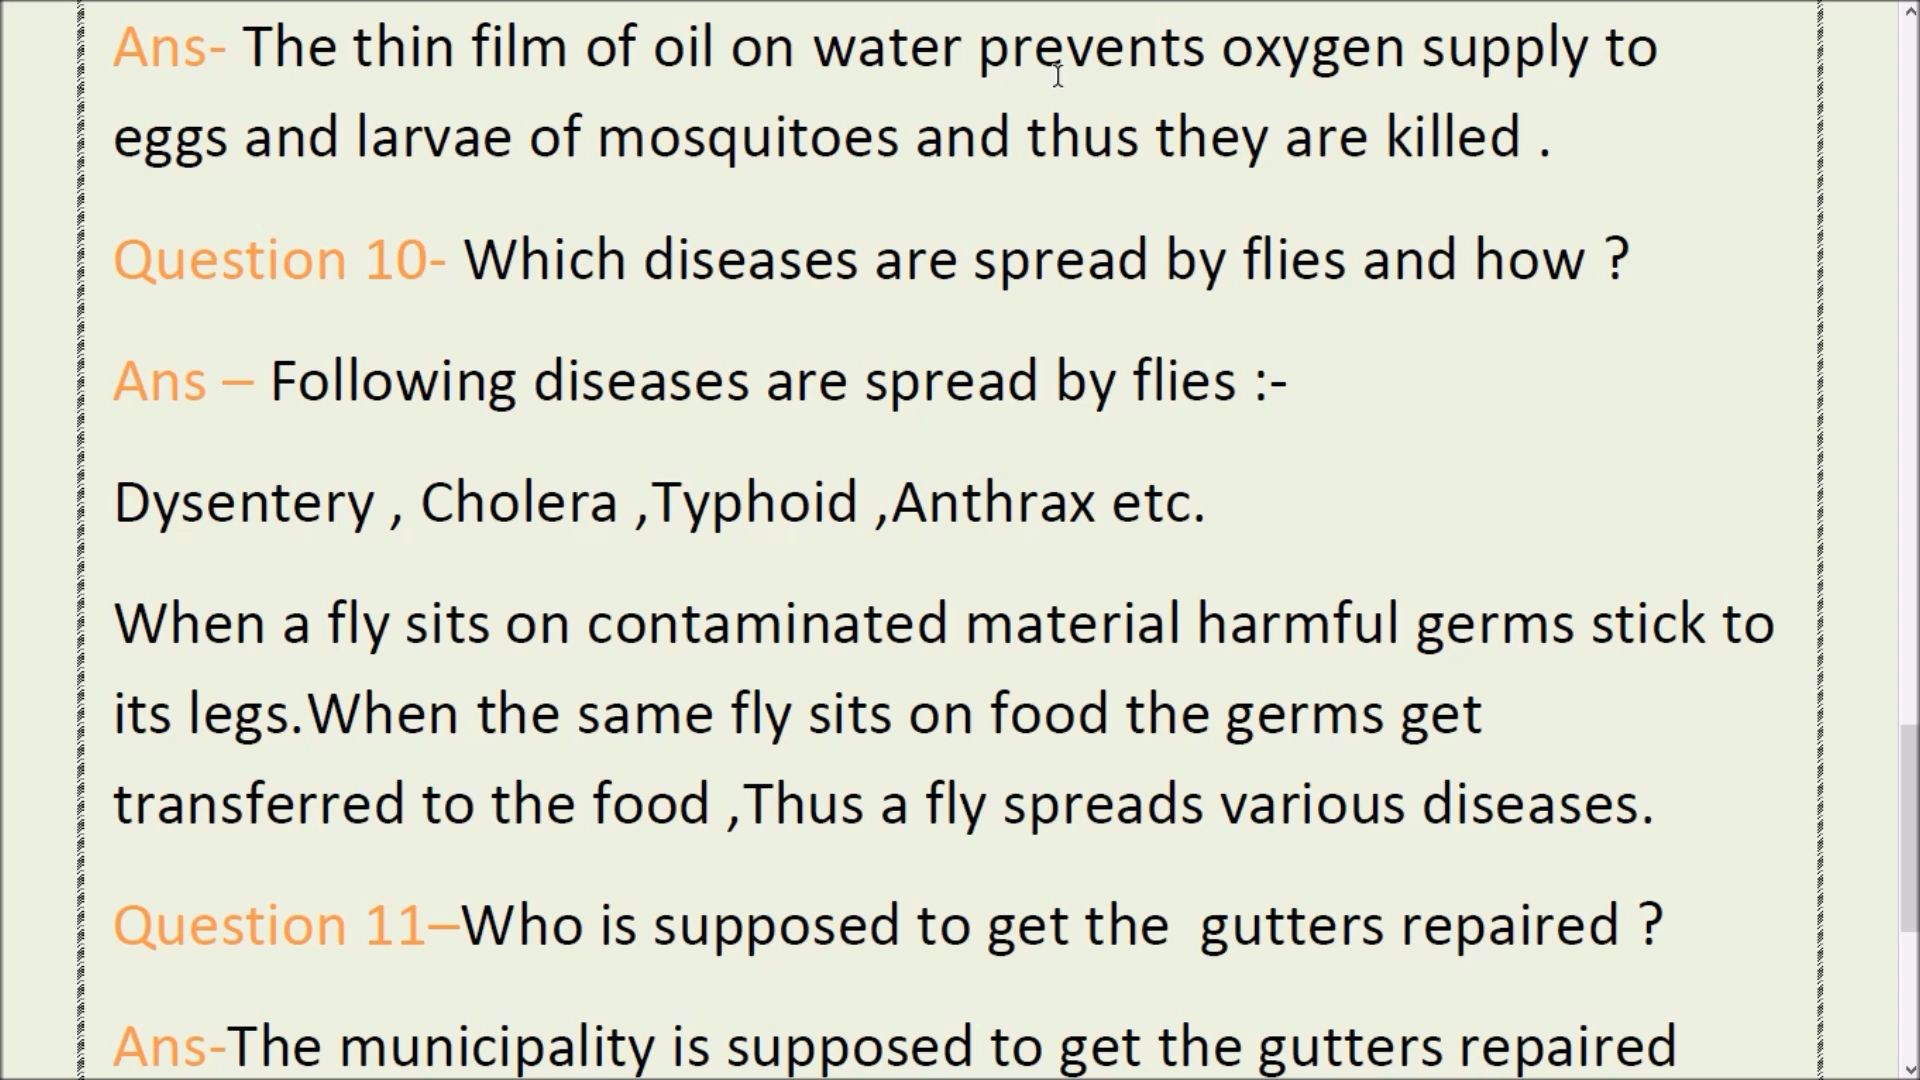 Ans- The thin film of oil on water prevents oxygen supply to
eggs and larvae of mosquitoes and thus they are killed .
Question 10- Which diseases are spread by flies and how ?
Ans – Following diseases are spread by flies :-
Dysentery , Cholera ,Typhoid ,Anthrax etc.
When a fly sits on contaminated material harmful germs stick to
its legs.When the same fly sits on food the germs get
transferred to the food ,Thus a fly spreads various diseases.
Question 11–Who is supposed to get the  gutters repaired ?
Ans-The municipality is supposed to get the gutters repaired